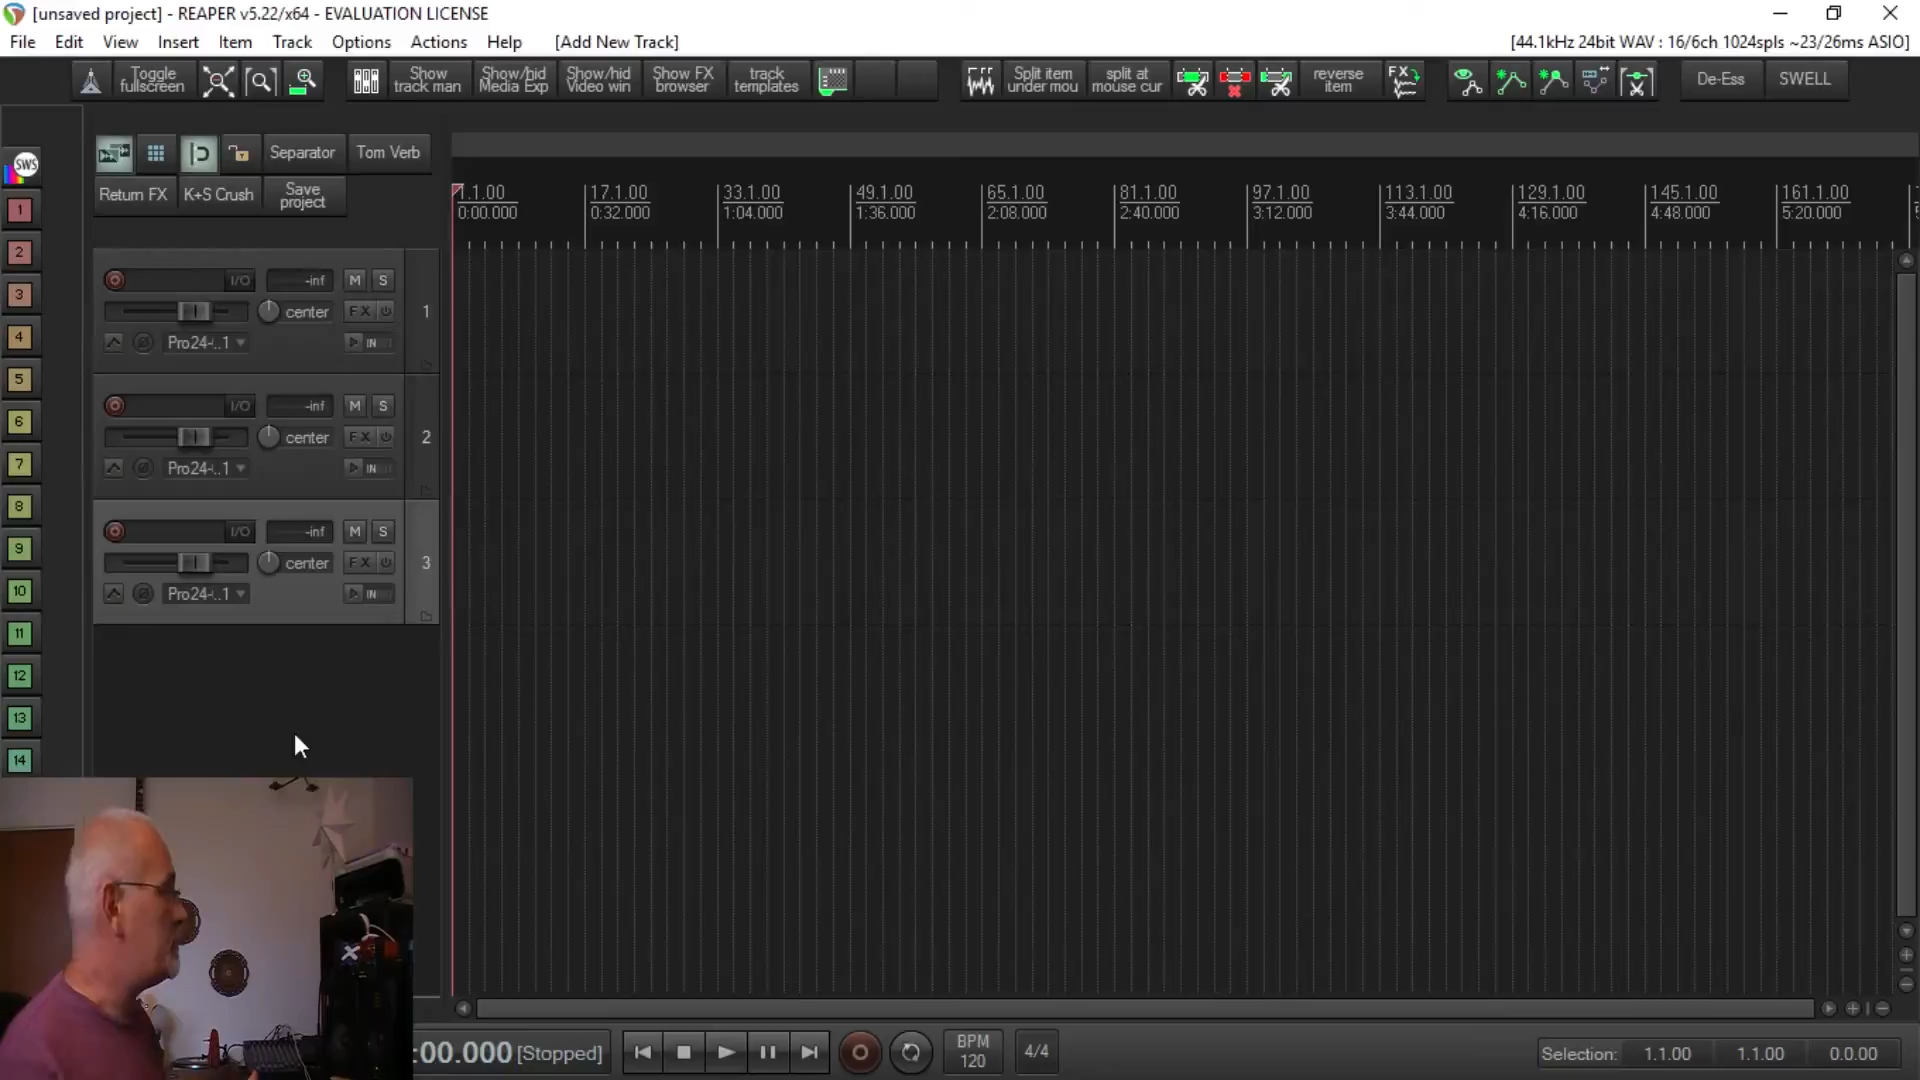 [unsaved project] - REAPER v5.22/x64 - EVALUATION LICENSE
File Edit View Insert Item Track Options Actions Help [Add New Track]
[44.1kHz 24bit WAV : 16/6ch 1024spls ~23/26ms ASIO]
Toggle fullscreen
Show track man
Show/hid Media Exp
Show/hid Video win
Show FX browser
track templates
Split item under mou
split at mouse cur
reverse item
FX
De-Ess
SWELL
SWS
Separator
Tom Verb
Return FX
K+S Crush
Save project
1.1.00 17.1.00 33.1.00 49.1.00 65.1.00 81.1.00 97.1.00 113.1.00 129.1.00 145.1.00 161.1.00
0:00.000 0:32.000 1:04.000 1:36.000 2:08.000 2:40.000 3:12.000 3:44.000 4:16.000 4:48.000 5:20.000
1
2
3
4
5
6
7
8
9
10
11
12
13
14
I/O -inf M S
center FX 1
Pro24-...1 IN
I/O -inf M S
center FX 2
Pro24-...1 IN
I/O -inf M S
center FX 3
Pro24-...1 IN
:00.000 [Stopped]
BPM
120
4/4
Selection: 1.1.00 1.1.00 0.0.00